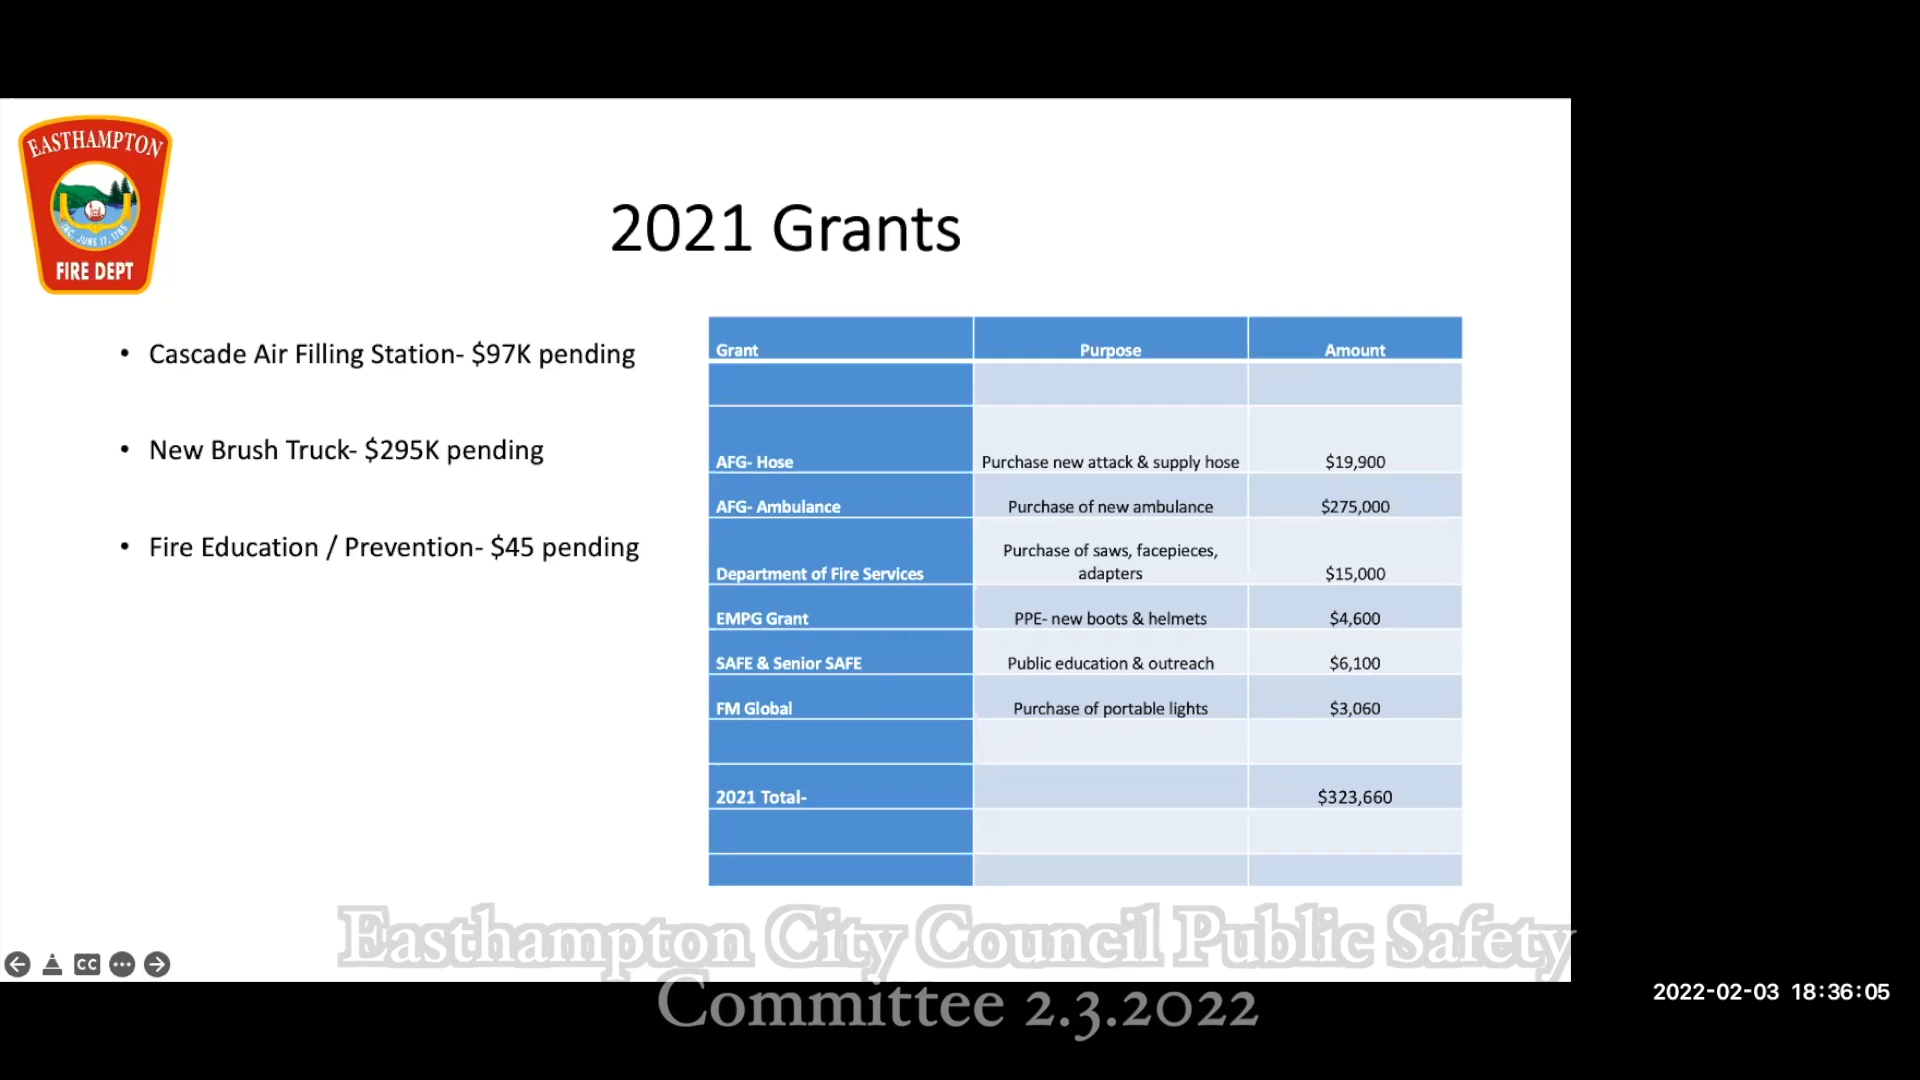 EASTHAMPTON
INC. JUNE 17, 1785
FIRE DEPT
2021 Grants
• Cascade Air Filling Station- $97K pending
• New Brush Truck- $295K pending
• Fire Education / Prevention- $45 pending
Grant Purpose Amount
AFG- Hose Purchase new attack & supply hose $19,900
AFG- Ambulance Purchase of new ambulance $275,000
Purchase of saws, facepieces,
Department of Fire Services adapters $15,000
EMPG Grant PPE- new boots & helmets $4,600
SAFE & Senior SAFE Public education & outreach $6,100
FM Global Purchase of portable lights $3,060
2021 Total- $323,660
Easthampton City Council Public Safety
Committee 2.3.2022
CC
2022-02-03 18:36:05